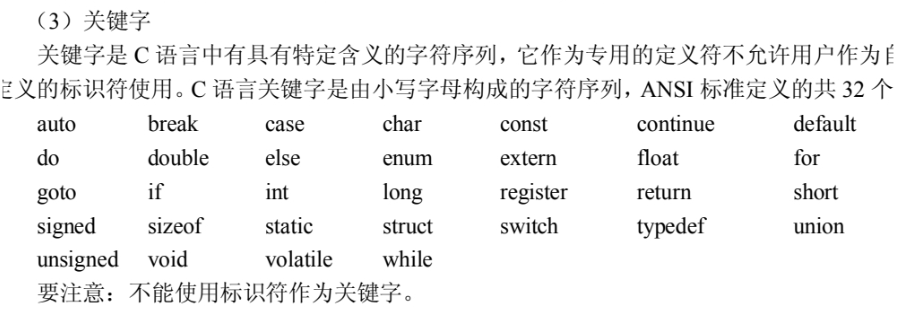 （3）关键字
关键字是 C 语言中有具有特定含义的字符序列，它作为专用的定义符不允许用户作为自
定义的标识符使用。C 语言关键字是由小写字母构成的字符序列，ANSI 标准定义的共 32 个
auto break case char const continue default
do double else enum extern float for
goto if int long register return short
signed sizeof static struct switch typedef union
unsigned void volatile while
要注意：不能使用标识符作为关键字。